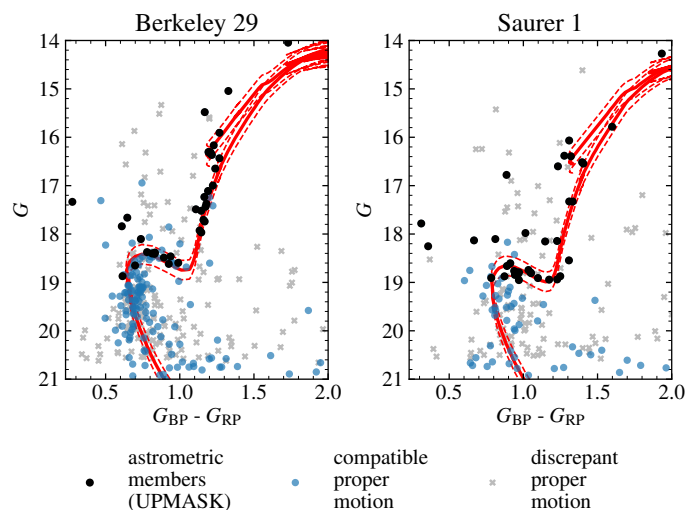 Berkeley 29
Saurer 1
14
15
16
17
18
19
20
21
G
0.5
1.0
1.5
2.0
G_BP - G_RP
14
15
16
17
18
19
20
21
G
0.5
1.0
1.5
2.0
G_BP - G_RP
astrometric
members
(UPMASK)
compatible
proper
motion
discrepant
proper
motion